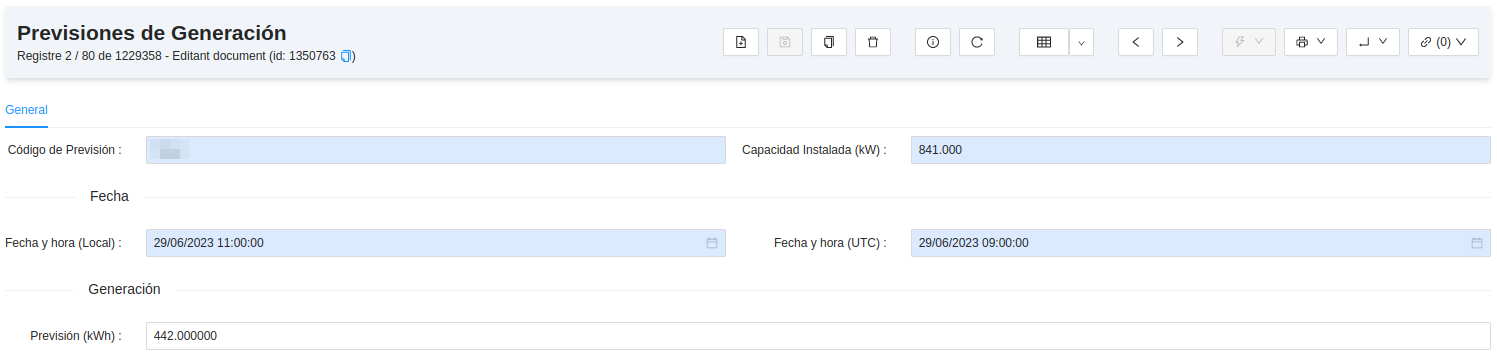 Previsiones de Generación
Registre 2 / 80 de 1229358 - Editant document (id: 1350763 )
(0)
General
Código de Previsión :
Capacidad Instalada (kW) : 841.000
Fecha
Fecha y hora (Local) : 29/06/2023 11:00:00
Fecha y hora (UTC) : 29/06/2023 09:00:00
Generación
Previsión (kWh) : 442.000000